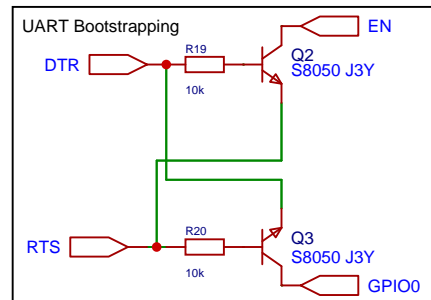 UART Bootstrapping
EN
R19
Q2
DTR
S8050 J3Y
10k
R20
Q3
RTS
S8050 J3Y
10k
GPIO0